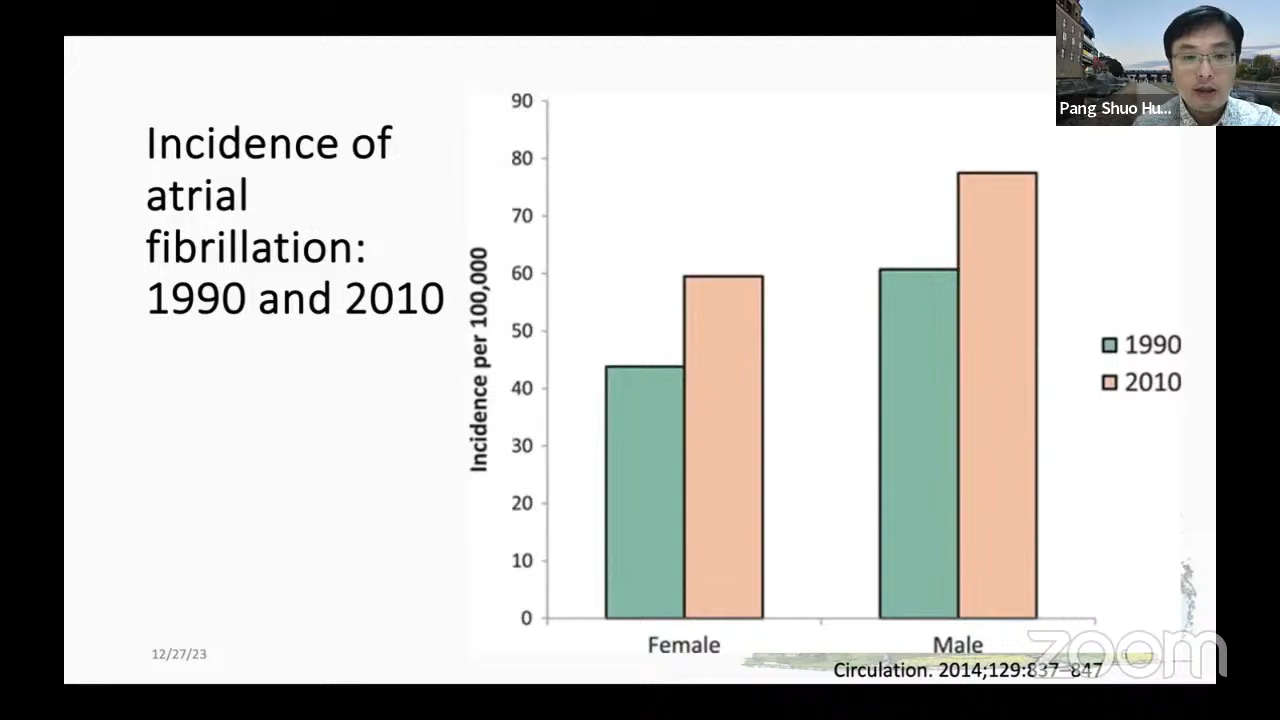 Pang Shuo Hu...
Incidence of
atrial
fibrillation:
1990 and 2010
Incidence per 100,000
90
80
70
60
50
40
30
20
10
0
Female
Male
1990
2010
12/27/23
Circulation. 2014;129:837–847
zoom